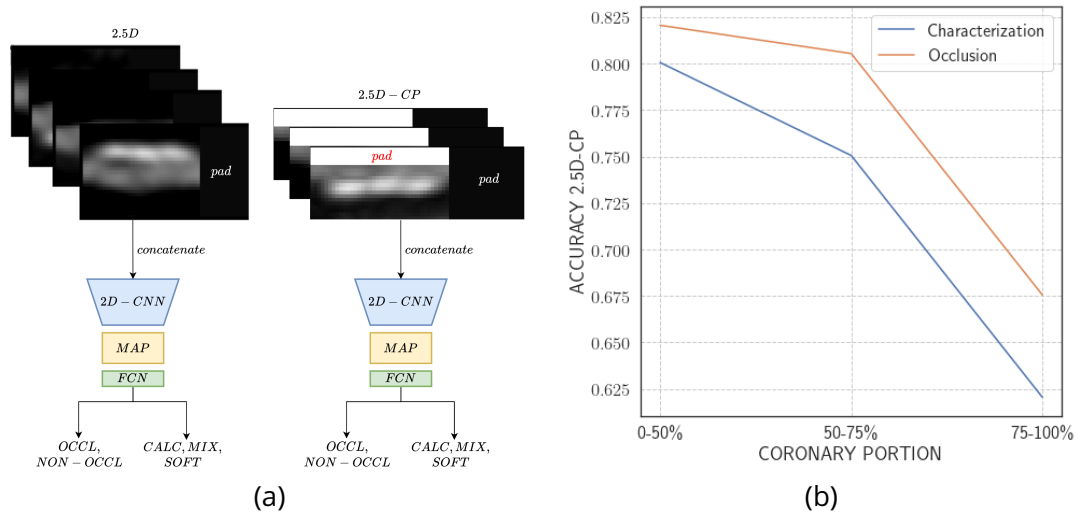 2.5D
pad
concatenate
2D-CNN
MAP
FCN
OCCL,
NON-OCCL
CALC, MIX,
SOFT
2.5D-CP
pad
pad
concatenate
2D-CNN
MAP
FCN
OCCL,
NON-OCCL
CALC, MIX,
SOFT
(a)
ACCURACY 2.5D-CP
0.825
0.800
0.775
0.750
0.725
0.700
0.675
0.650
0.625
Characterization
Occlusion
0-50% 50-75% 75-100%
CORONARY PORTION
(b)